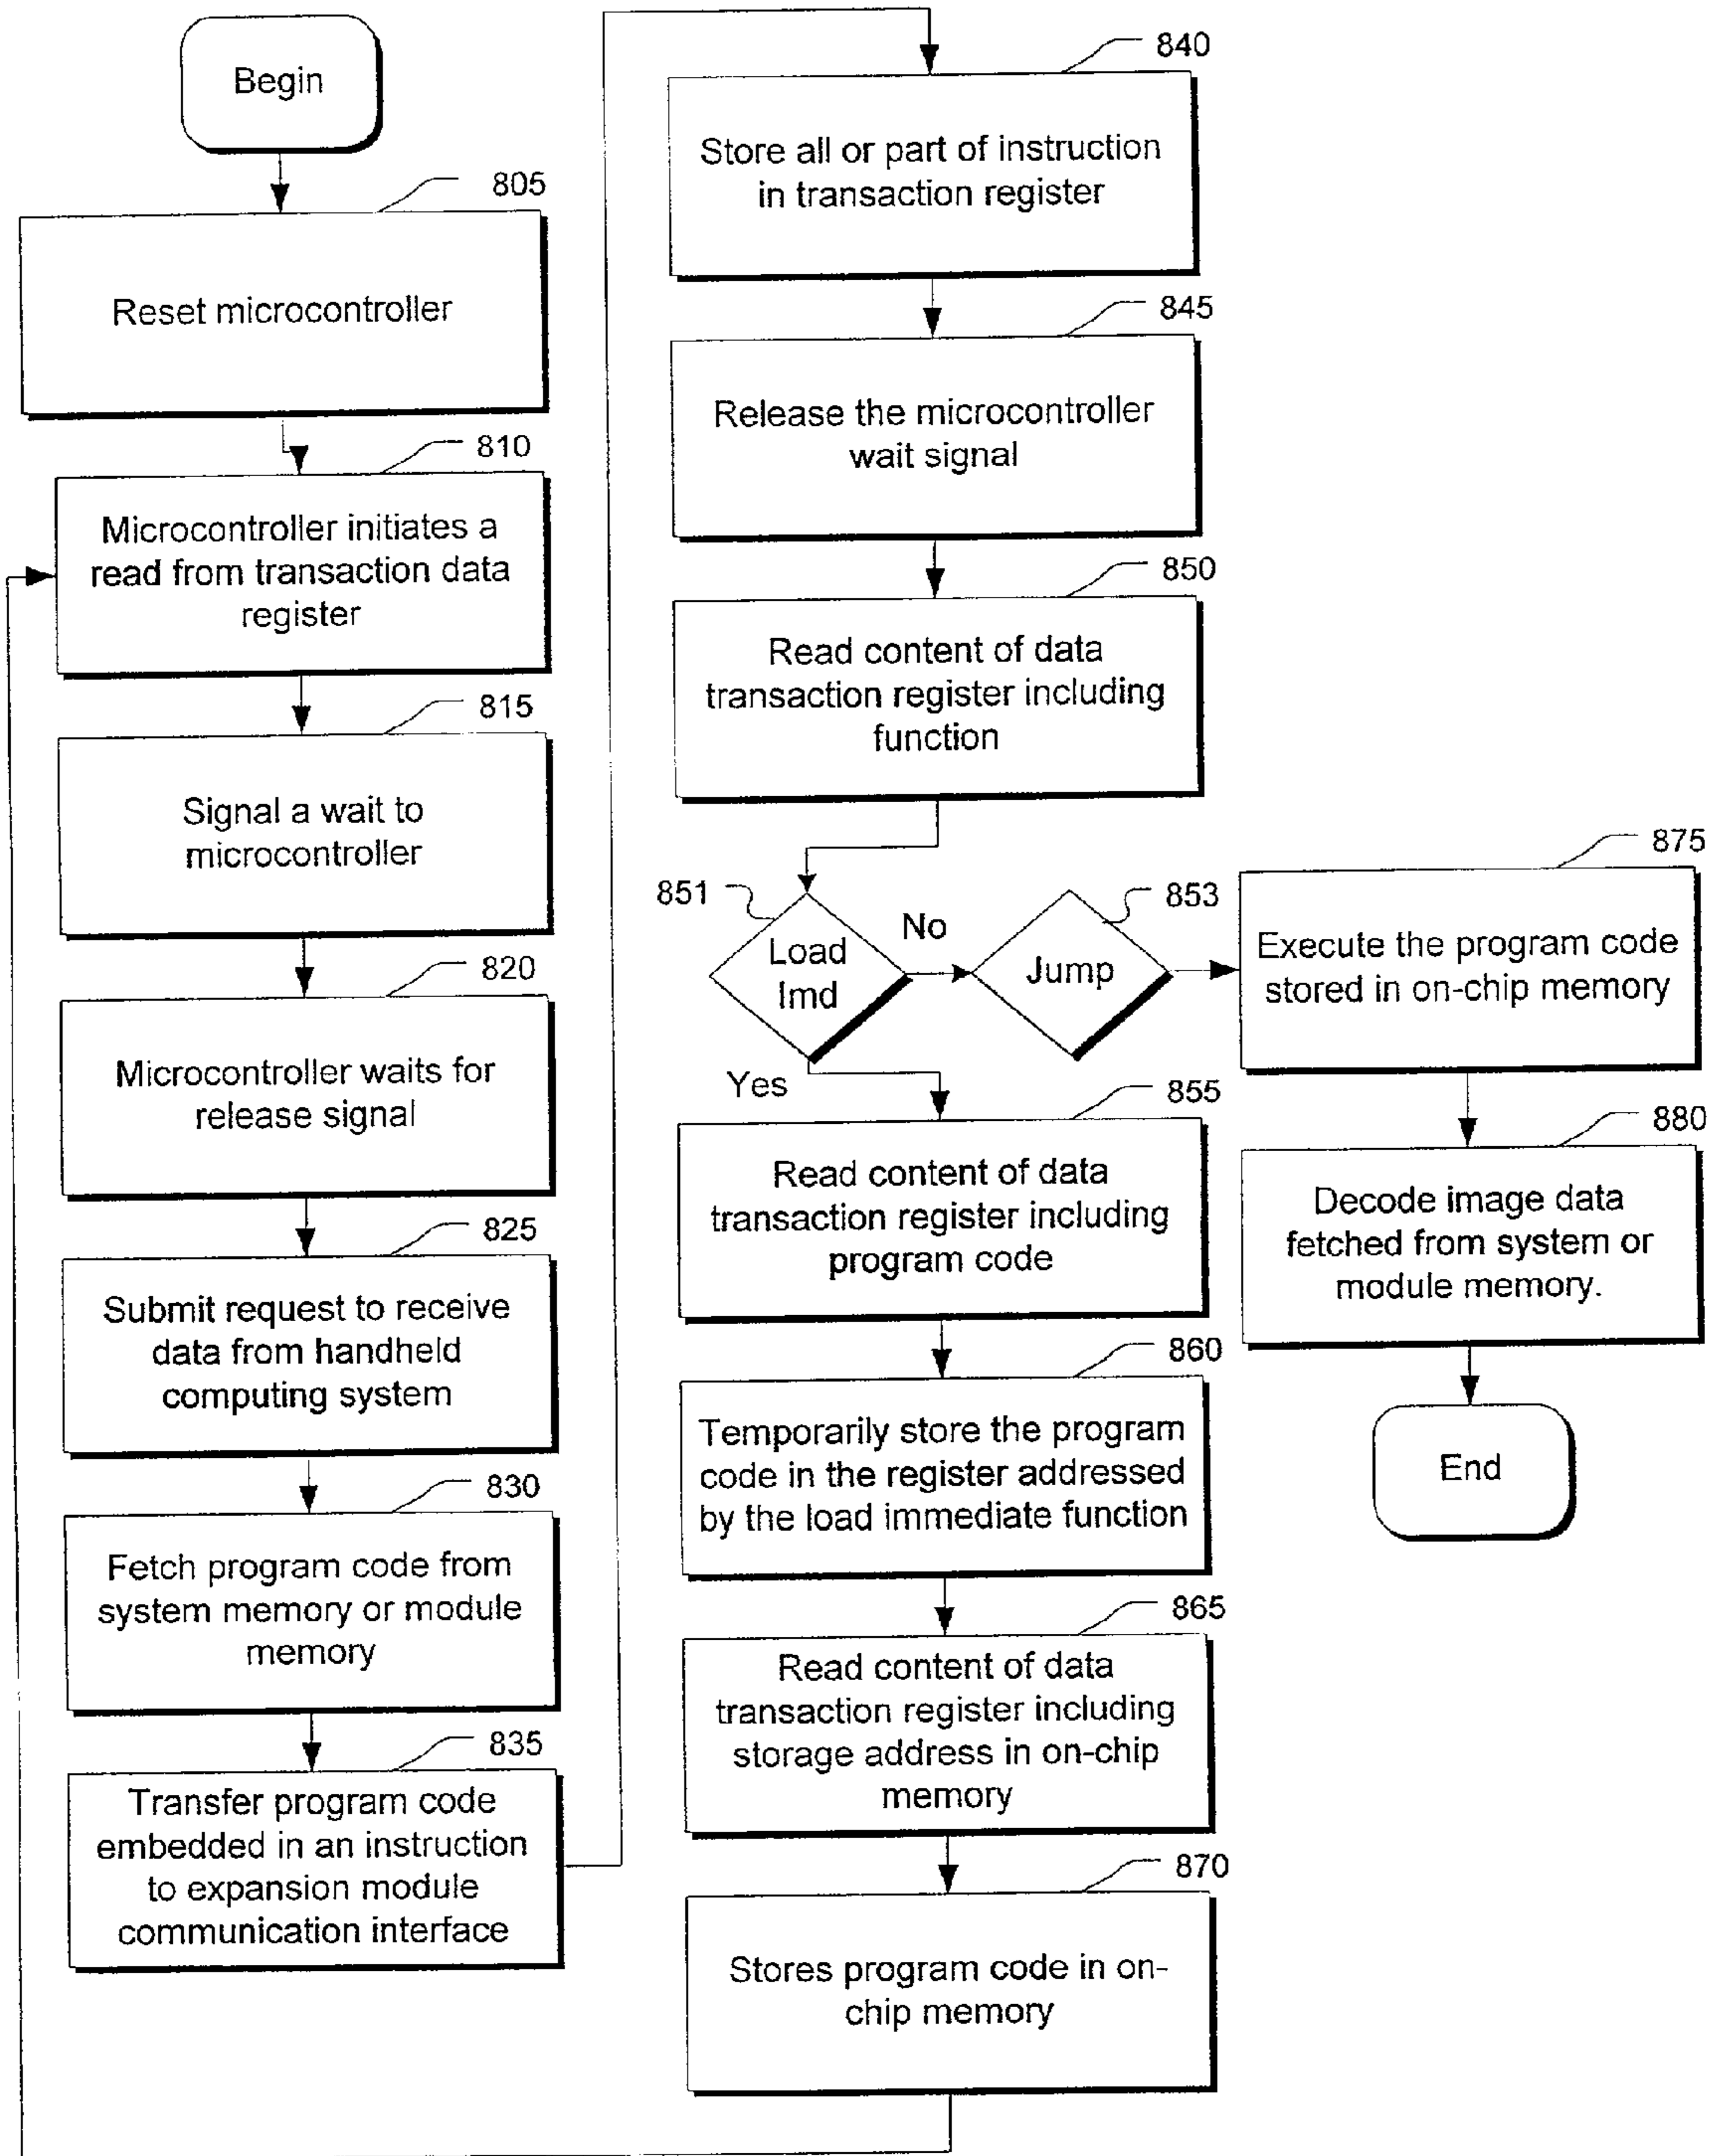 Begin
805
Reset microcontroller
810
Microcontroller initiates a
read from transaction data
register
815
Signal a wait to
microcontroller
820
Microcontroller waits for
release signal
825
Submit request to receive
data from handheld
computing system
830
Fetch program code from
system memory or module
memory
835
Transfer program code
embedded in an instruction
to expansion module
communication interface
840
Store all or part of instruction
in transaction register
845
Release the microcontroller
wait signal
850
Read content of data
transaction register including
function
851
Load
Imd
No
Yes
853
Jump
855
Read content of data
transaction register including
program code
860
Temporarily store the program
code in the register addressed
by the load immediate function
865
Read content of data
transaction register including
storage address in on-chip
memory
870
Stores program code in on-
chip memory
875
Execute the program code
stored in on-chip memory
880
Decode image data
fetched from system or
module memory.
End